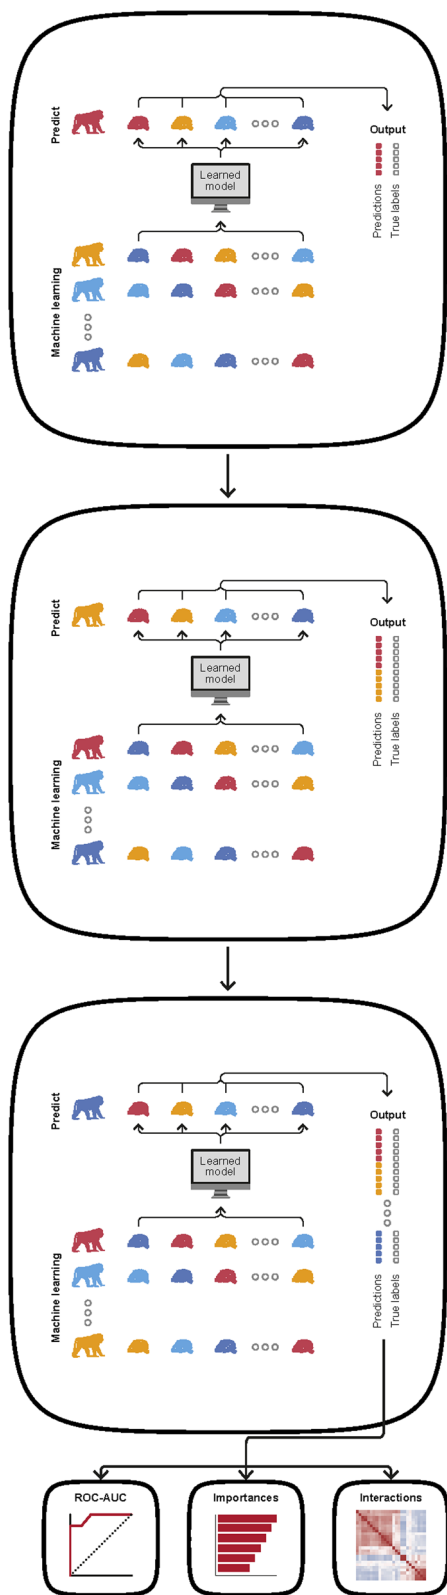 Predict
Learned
model
Machine learning
Output
Predictions
True labels
Predict
Learned
model
Machine learning
Output
Predictions
True labels
Predict
Learned
model
Machine learning
Output
Predictions
True labels
ROC-AUC
Importances
Interactions